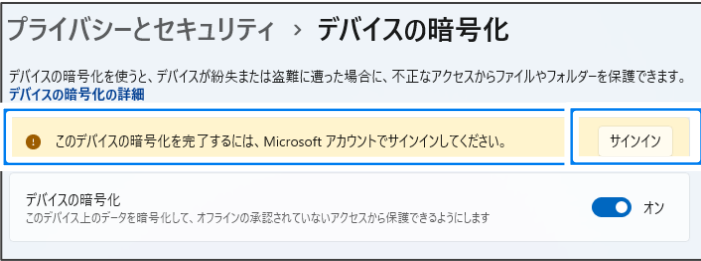 プライバシーとセキュリティ › デバイスの暗号化
デバイスの暗号化を使うと、デバイスが紛失または盗難に遭った場合に、不正なアクセスからファイルやフォルダーを保護できます。
デバイスの暗号化の詳細
このデバイスの暗号化を完了するには、Microsoft アカウントでサインインしてください。 サインイン
デバイスの暗号化
このデバイス上のデータを暗号化して、オフラインの承認されていないアクセスから保護できるようにします
オン